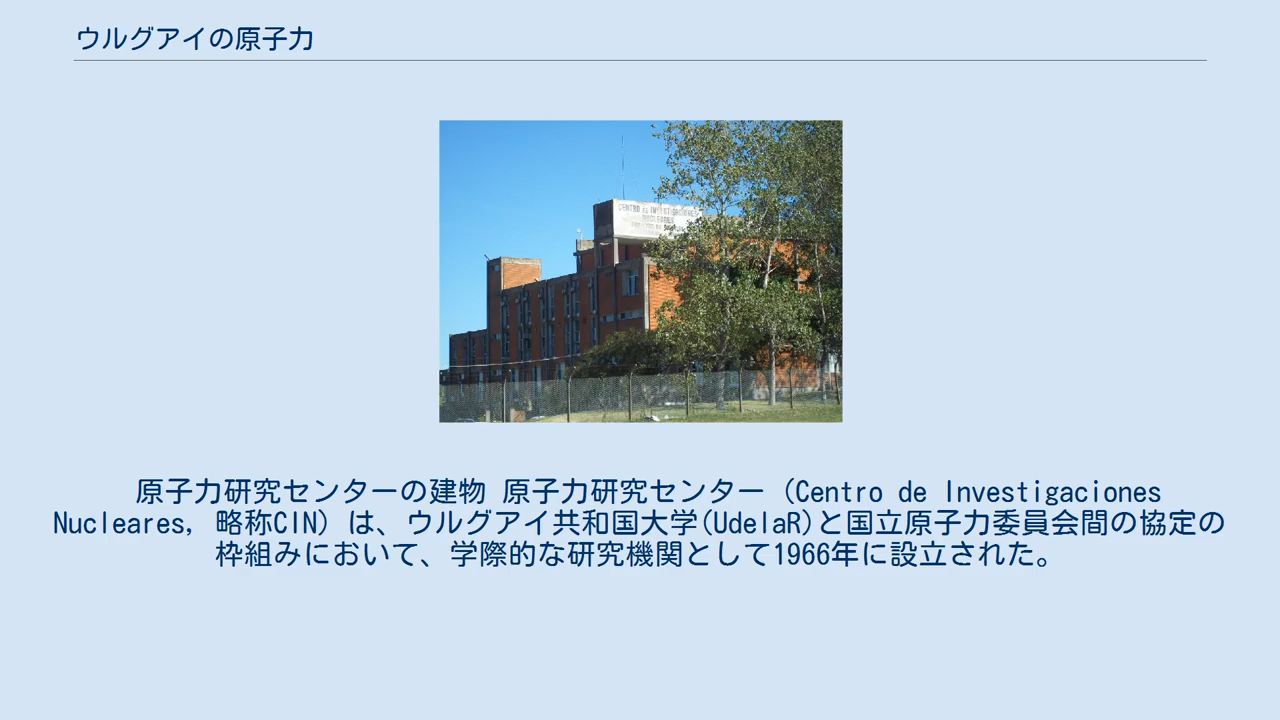 ウルグアイの原子力
CENTRO DE INVESTIGACIONES
NUCLEARES
原子力研究センターの建物 原子力研究センター (Centro de Investigaciones
Nucleares, 略称CIN) は、ウルグアイ共和国大学(UdelaR)と国立原子力委員会間の協定の
枠組みにおいて、学際的な研究機関として1966年に設立された。